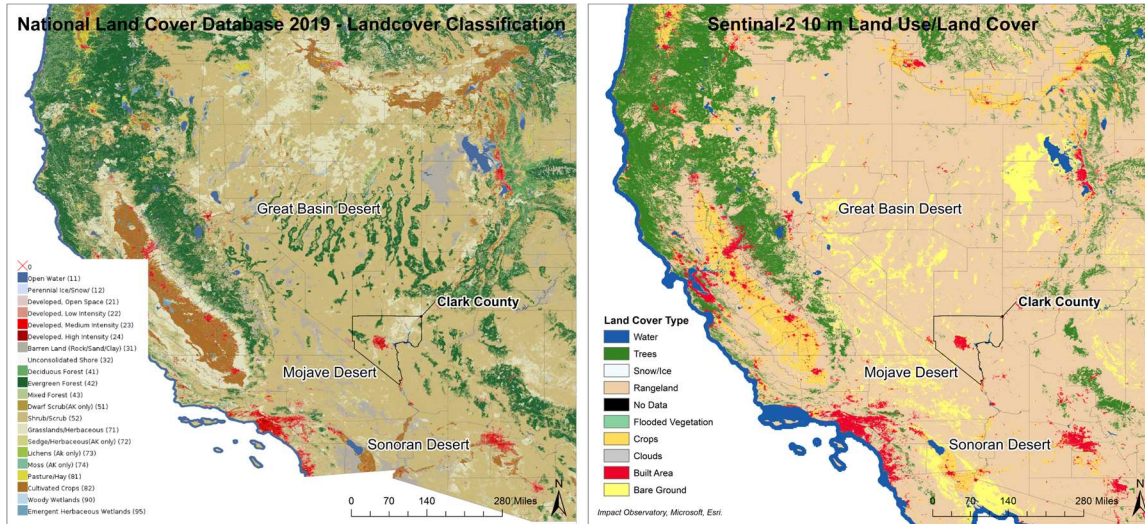 National Land Cover Database 2019 - Landcover Classification
Great Basin Desert
Clark County
Mojave Desert
Sonoran Desert
0
Open Water (11)
Perennial Ice/Snow/ (12)
Developed, Open Space (21)
Developed, Low Intensity (22)
Developed, Medium Intensity (23)
Developed, High Intensity (24)
Barren Land (Rock/Sand/Clay) (31)
Unconsolidated Shore (32)
Deciduous Forest (41)
Evergreen Forest (42)
Mixed Forest (43)
Dwarf Scrub(AK only) (51)
Shrub/Scrub (52)
Grasslands/Herbaceous (71)
Sedge/Herbaceous(AK only) (72)
Lichens (Ak only) (73)
Moss (AK only) (74)
Pasture/Hay (81)
Cultivated Crops (82)
Woody Wetlands (90)
Emergent Herbaceous Wetlands (95)
0 70 140 280 Miles
N
Sentinel-2 10 m Land Use/Land Cover
Great Basin Desert
Clark County
Mojave Desert
Sonoran Desert
Land Cover Type
Water
Trees
Snow/Ice
Rangeland
No Data
Flooded Vegetation
Crops
Clouds
Built Area
Bare Ground
Impact Observatory, Microsoft, Esri.
0 70 140 280 Miles
N